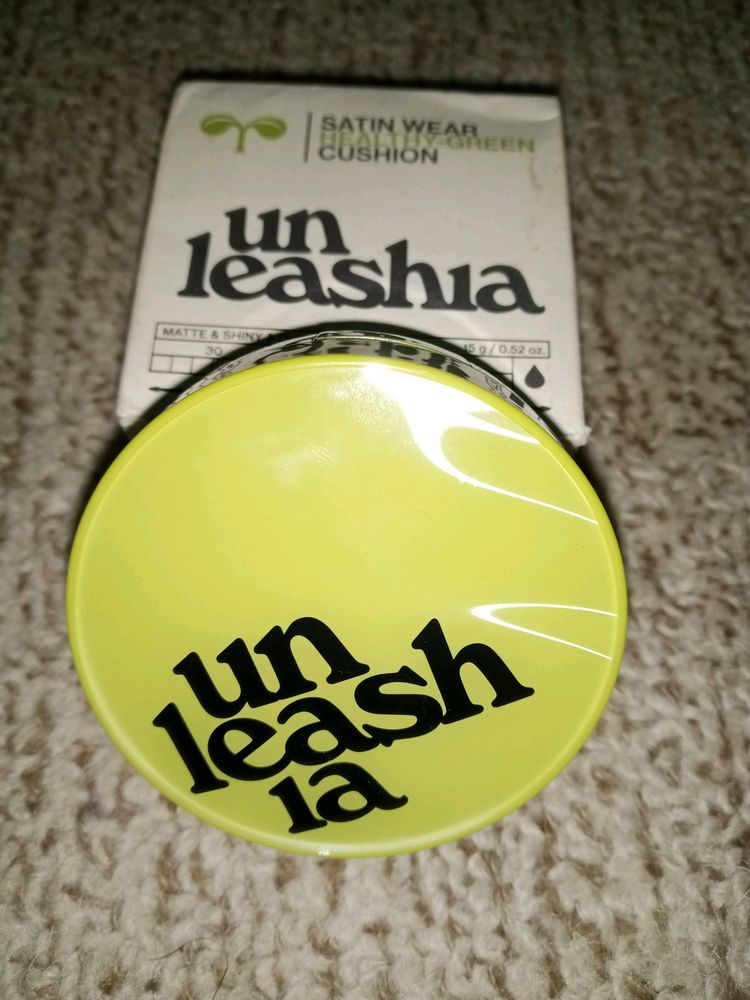 SATIN WEAR
HEALTHY-GREEN
CUSHION
un
leashia
MATTE & SHINY
15 g / 0.52 oz.
30
un
leash
ia